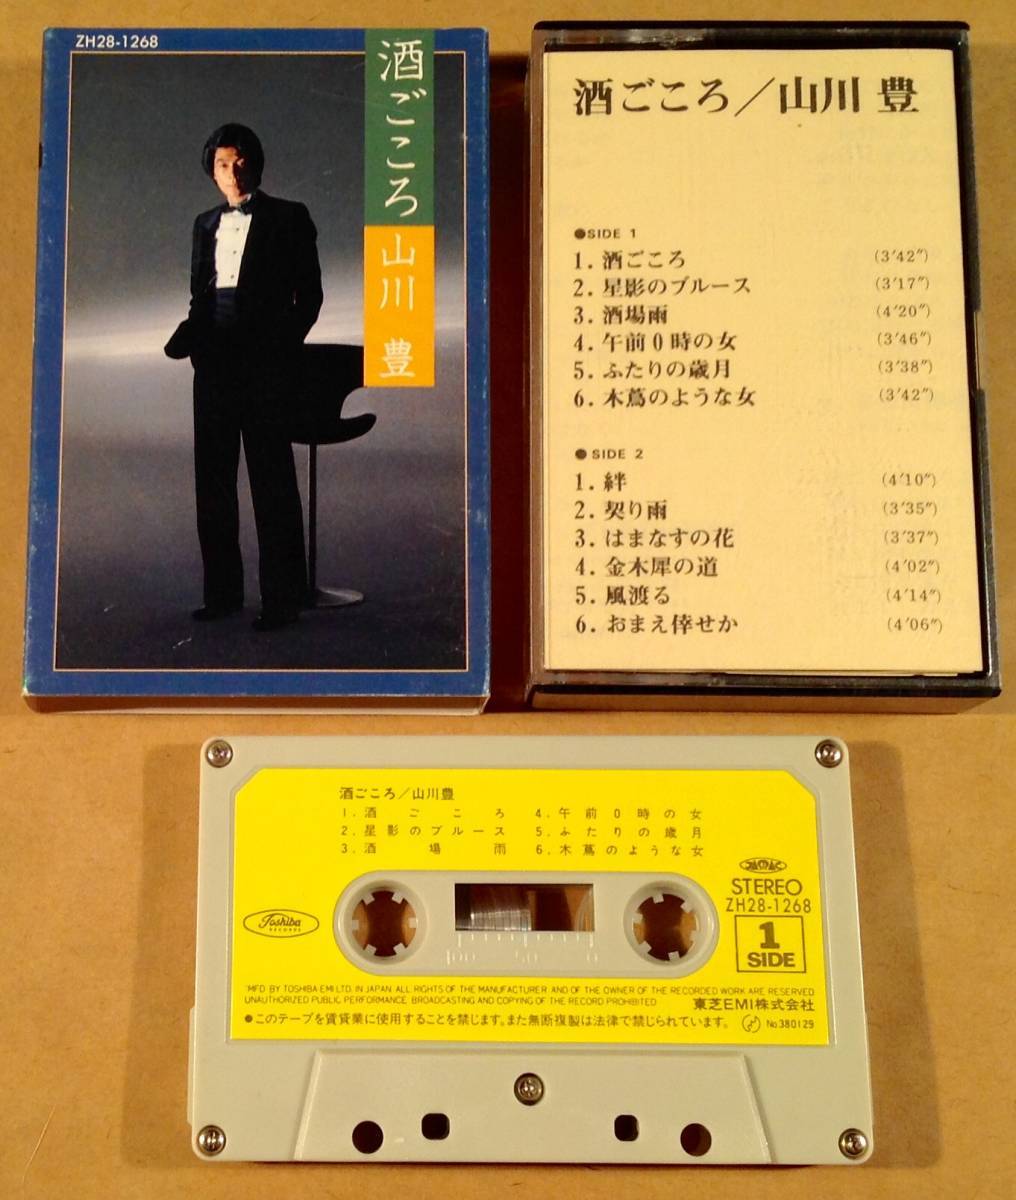 ZH28-1268
酒ごころ
山川 豊
酒ごころ／山川 豊
●SIDE 1
1. 酒ごころ (3′42″)
2. 星影のブルース (3′17″)
3. 酒場雨 (4′20″)
4. 午前0時の女 (3′46″)
5. ふたりの歳月 (3′38″)
6. 木蔦のような女 (3′42″)
●SIDE 2
1. 絆 (4′10″)
2. 契り雨 (3′35″)
3. はまなすの花 (3′37″)
4. 金木犀の道 (4′02″)
5. 風渡る (4′14″)
6. おまえ倖せか (4′06″)
酒ごころ／山川豊
1. 酒ごころ 4. 午前0時の女
2. 星影のブルース 5. ふたりの歳月
3. 酒場雨 6. 木蔦のような女
STEREO
ZH28-1268
Toshiba
RECORDS
1
SIDE
100 50 0
MFD BY TOSHIBA EMI LTD. IN JAPAN ALL RIGHTS OF THE MANUFACTURER AND OF THE OWNER OF THE RECORDED WORK ARE RESERVED
UNAUTHORIZED PUBLIC PERFORMANCE BROADCASTING AND COPYING OF THE RECORD PROHIBITED 東芝EMI株式会社
●このテープを賃貸業に使用することを禁じます。また無断複製は法律で禁じられています。 No.380129